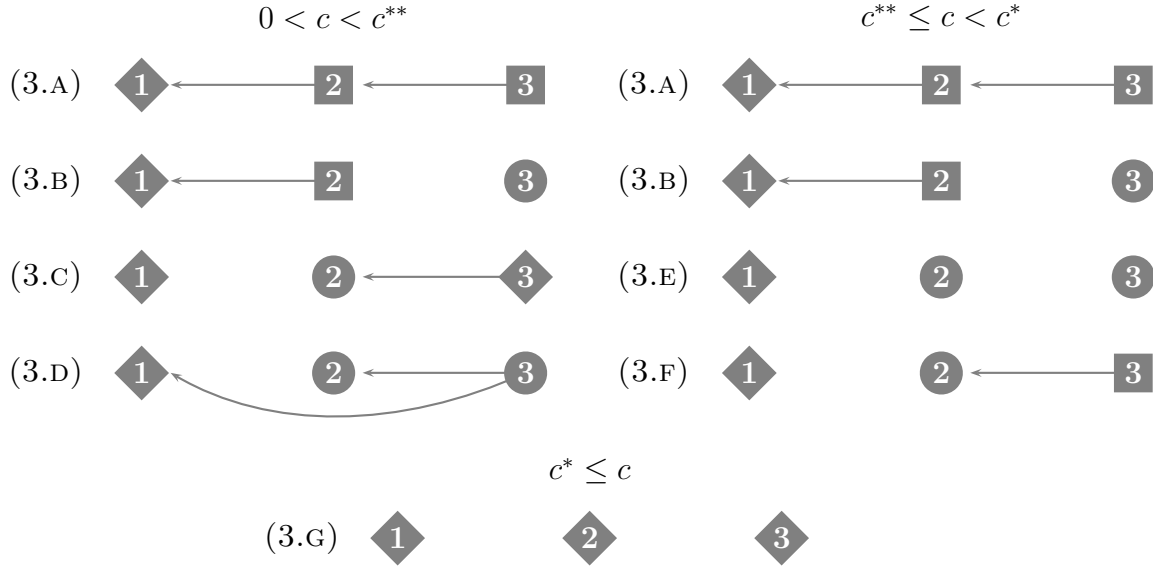 0 < c < c** c** ≤ c < c*
(3.A) 1 2 3 (3.A) 1 2 3
(3.B) 1 2 3 (3.B) 1 2 3
(3.C) 1 2 3 (3.E) 1 2 3
(3.D) 1 2 3 (3.F) 1 2 3
c* ≤ c
(3.G) 1 2 3